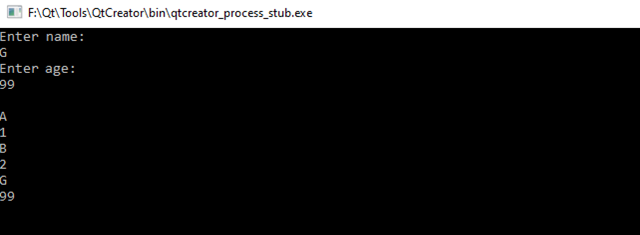 F:\Qt\Tools\QtCreator\bin\qtcreator_process_stub.exe
Enter name:
G
Enter age:
99

A
1
B
2
G
99